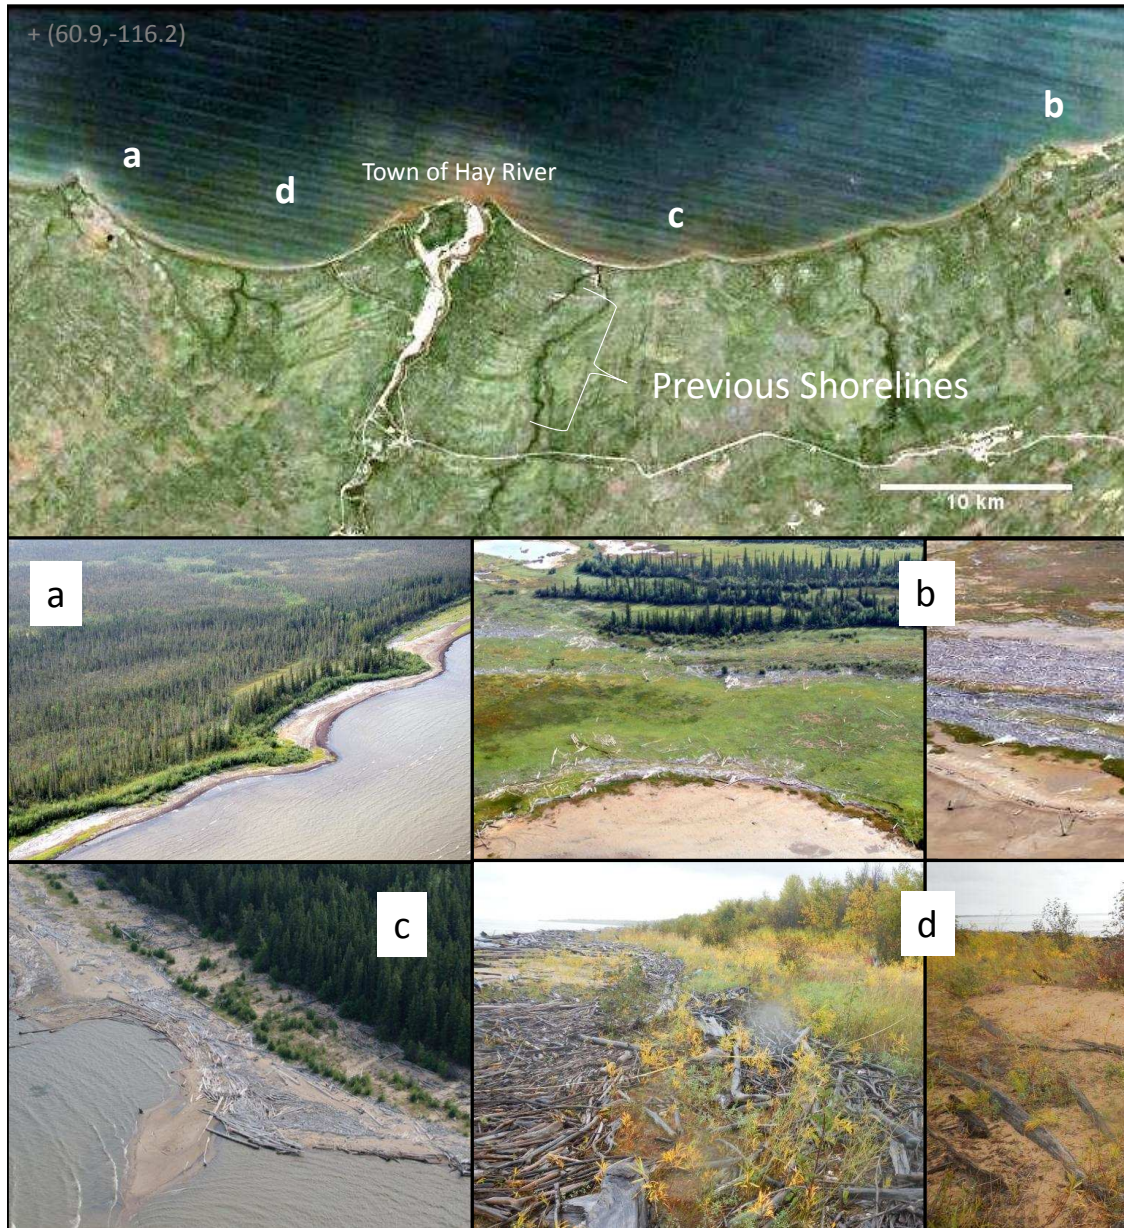 + (60.9,-116.2)
b
a
Town of Hay River
d
c
Previous Shorelines
10 km
a
b
c
d